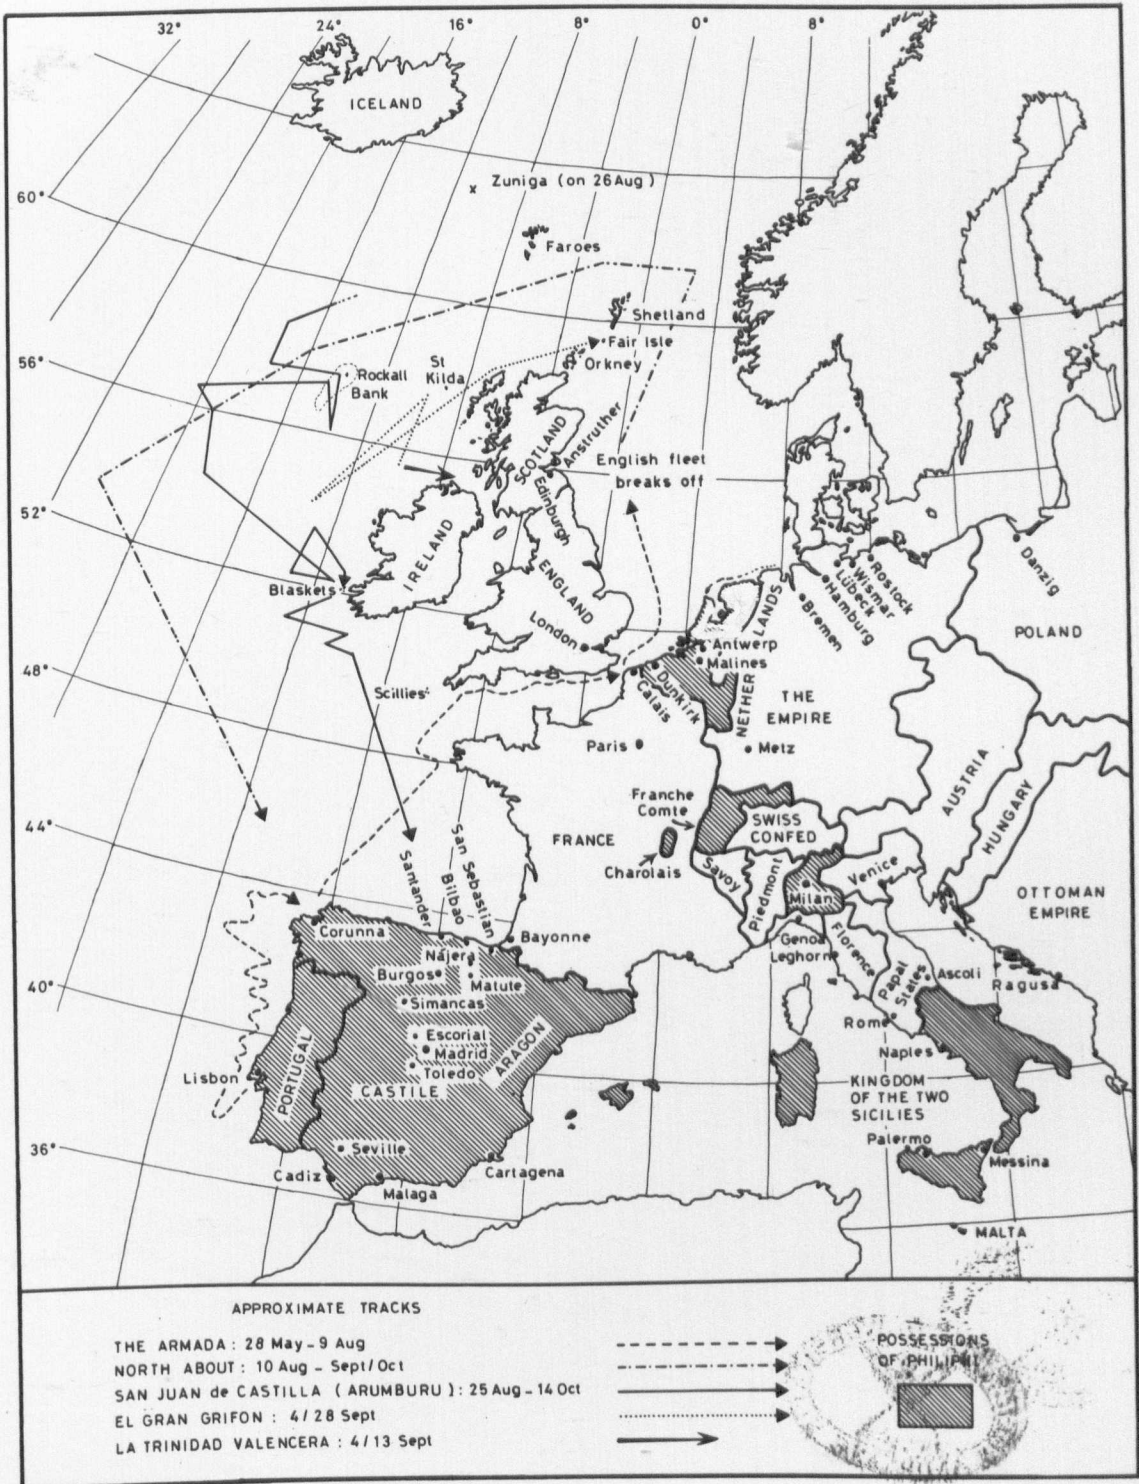 32°
24°
16°
8°
0°
8°
ICELAND
60°
x Zuniga (on 26Aug)
Faroes
Shetland
Fair Isle
Orkney
56°
St
Kilda
Rockall
Bank
SCOTLAND
Anstruther
Edinburgh
English fleet
breaks off
52°
IRELAND
ENGLAND
London
Blaskets
Danzig
Rostock
Wismar
Lübeck
Hamburg
Bremen
POLAND
NETHERLANDS
Antwerp
Malines
Dunkirk
Calais
48°
Scillies
THE
EMPIRE
Paris
Metz
AUSTRIA
HUNGARY
Franche
Comte
SWISS
CONFED
44°
FRANCE
Charolais
Savoy
Piedmont
Milan
Venice
OTTOMAN
EMPIRE
Santander
Bilbao
San Sebastian
Bayonne
Corunna
Najera
Burgos
Matute
Simancas
Genoa
Leghorn
Florence
Papal
States
Ascoli
Ragusa
40°
Rome
Naples
Escorial
Madrid
Toledo
ARAGON
CASTILE
PORTUGAL
Lisbon
KINGDOM
OF THE TWO
SICILIES
Palermo
Messina
36°
Seville
Cadiz
Malaga
Cartagena
MALTA
APPROXIMATE TRACKS
THE ARMADA : 28 May - 9 Aug
NORTH ABOUT : 10 Aug - Sept/Oct
SAN JUAN de CASTILLA ( ARUMBURU ) : 25 Aug - 14 Oct
EL GRAN GRIFON : 4/28 Sept
LA TRINIDAD VALENCERA : 4/13 Sept
POSSESSIONS
OF PHILIP II